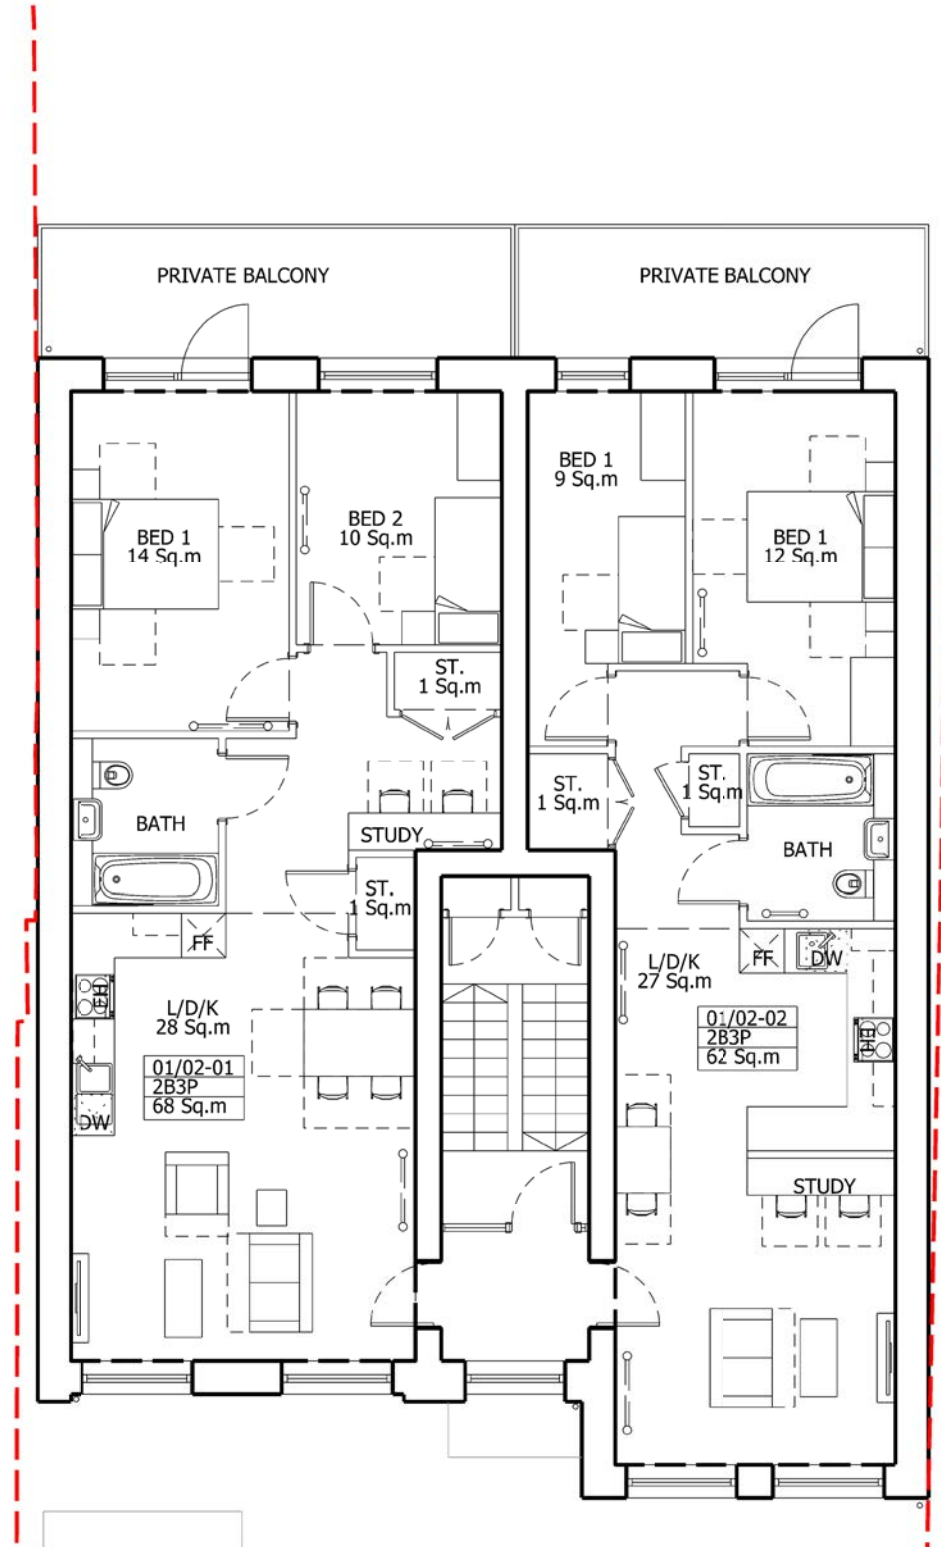 PRIVATE BALCONY
PRIVATE BALCONY
BED 1
14 Sq.m
BED 2
10 Sq.m
BED 1
9 Sq.m
BED 1
12 Sq.m
ST.
1 Sq.m
ST.
1 Sq.m
ST.
1 Sq.m
BATH
STUDY
BATH
ST.
1 Sq.m
FF
L/D/K
28 Sq.m
EH
01/02-01
2B3P
68 Sq.m
DW
L/D/K
27 Sq.m
FF
DW
01/02-02
2B3P
62 Sq.m
EH
STUDY